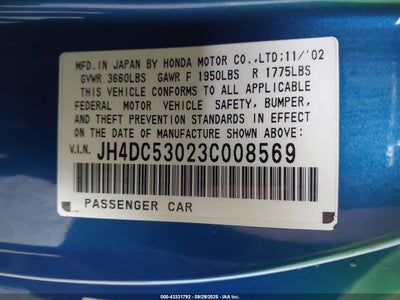 MFD.IN JAPAN BY HONDA MOTOR CO.,LTD;11/'02
GVWR 3660LBS GAWR F 1950LBS R 1775LBS
THIS VEHICLE CONFORMS TO ALL APPLICABLE
FEDERAL MOTOR VEHICLE SAFETY, BUMPER,
AND THEFT PREVENTION STANDARDS IN EFFECT
ON THE DATE OF MANUFACTURE SHOWN ABOVE.
V.I.N. JH4DC53023C008569
PASSENGER CAR
000-43331792 - 09/29/2025 - IAA Inc.